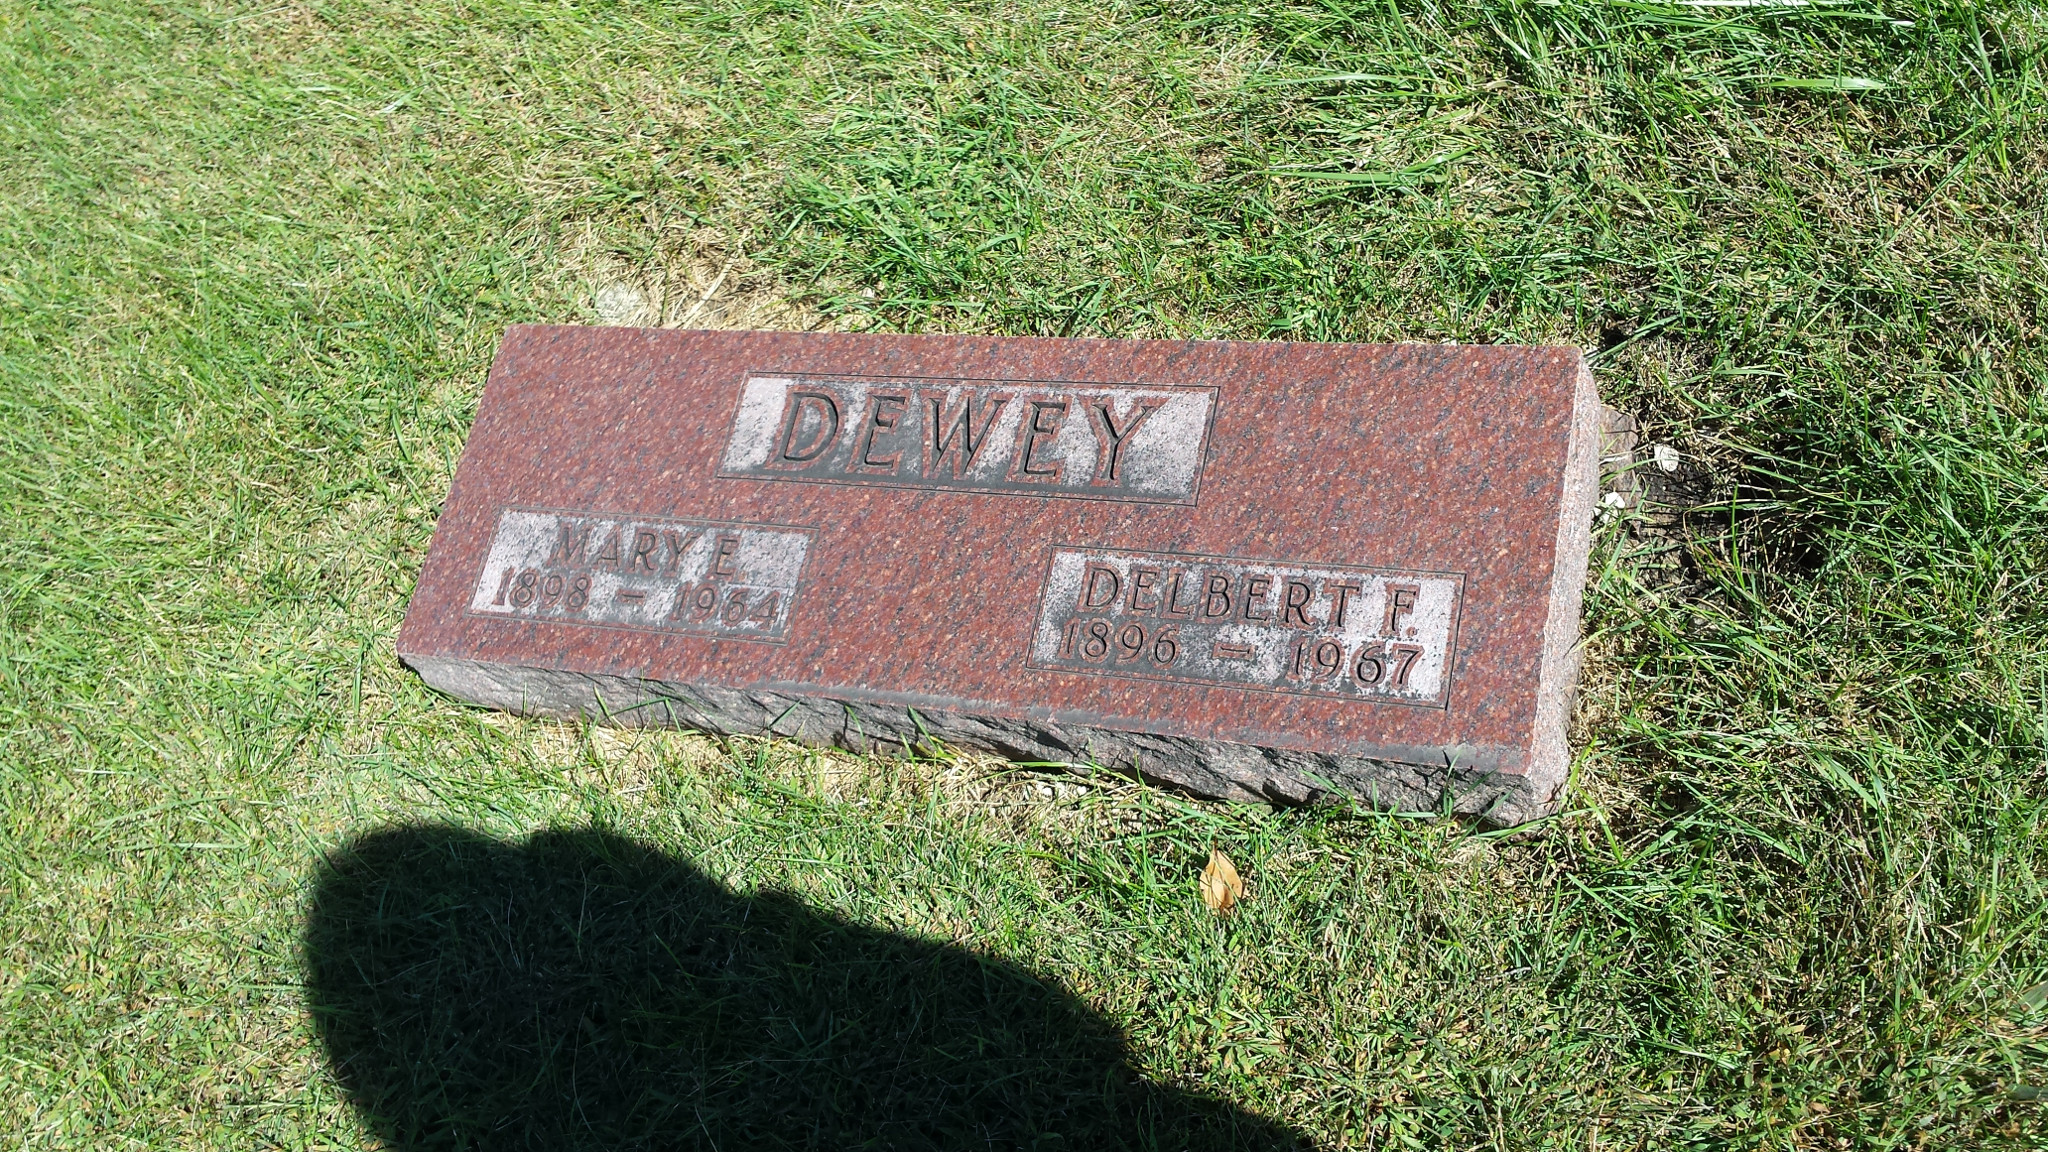 DEWEY
MARY E.
1898 – 1964
DELBERT F.
1896 – 1967